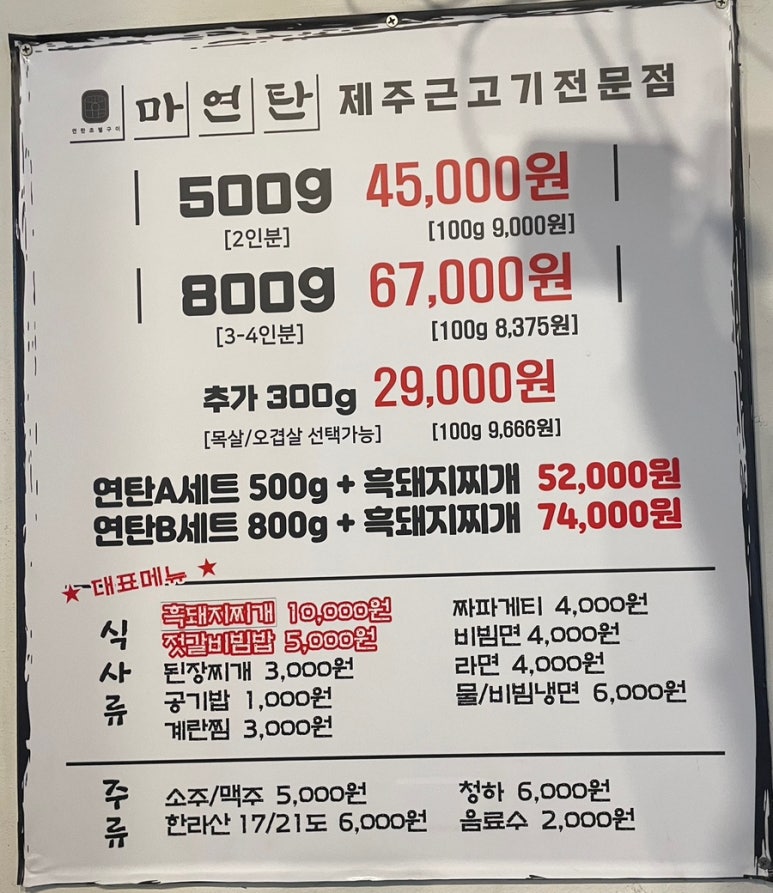 마연탄 제주근고기전문점
연탄초벌구이
500g 45,000원
[2인분] [100g 9,000원]
800g 67,000원
[3-4인분] [100g 8,375원]
추가 300g 29,000원
[목살/오겹살 선택가능] [100g 9,666원]
연탄A세트 500g + 흑돼지찌개 52,000원
연탄B세트 800g + 흑돼지찌개 74,000원
★대표메뉴★
식사류
흑돼지찌개 10,000원
젓갈비빔밥 5,000원
된장찌개 3,000원
공기밥 1,000원
계란찜 3,000원
짜파게티 4,000원
비빔면 4,000원
라면 4,000원
물/비빔냉면 6,000원
주류
소주/맥주 5,000원
한라산 17/21도 6,000원
청하 6,000원
음료수 2,000원